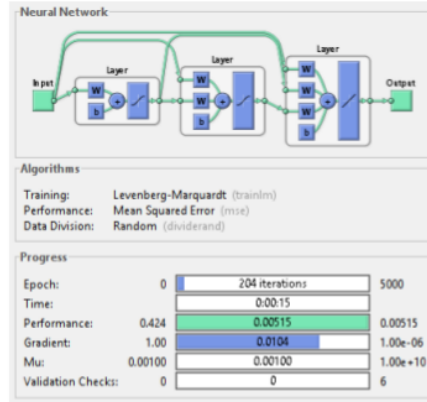 Neural Network
Layer
Layer
Layer
Input
Output
W
b
+
W
W
b
+
W
W
W
b
+
Algorithms
Training: Levenberg-Marquardt (trainlm)
Performance: Mean Squared Error (mse)
Data Division: Random (dividerand)
Progress
Epoch: 0 204 iterations 5000
Time: 0:00:15
Performance: 0.424 0.00515 0.00515
Gradient: 1.00 0.0104 1.00e-06
Mu: 0.00100 0.00100 1.00e+10
Validation Checks: 0 0 6